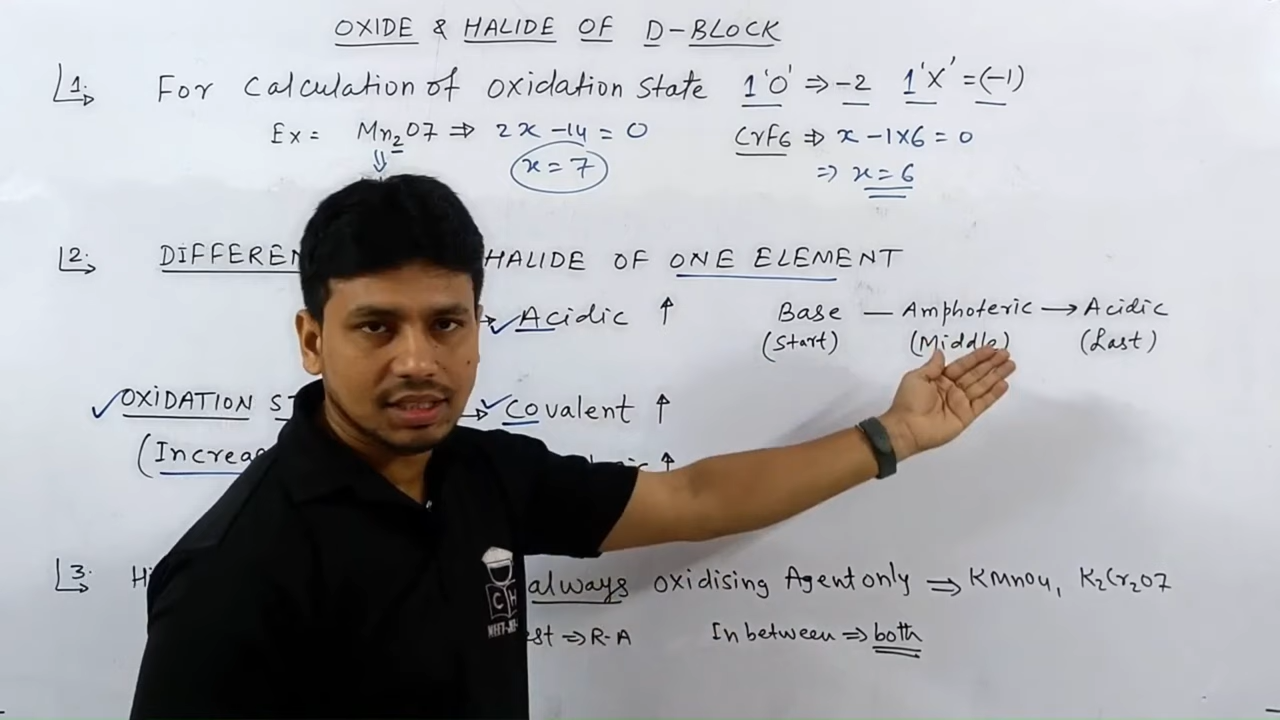 OXIDE & HALIDE OF D-BLOCK
1. For Calculation of Oxidation State 1 'O' ⇒ -2 1 'X' = (-1)
Ex = Mn2O7 ⇒ 2x -14 = 0 CrF6 ⇒ x - 1x6 = 0
⇓ x = 7 ⇒ x = 6
2. DIFFEREN HALIDE OF ONE ELEMENT
✓ Acidic ↑ Base — Amphoteric → Acidic
(Start) (Middle) (Last)
✓ OXIDATION ST ✓ Covalent ↑
(Increa ↑
3. always oxidising Agent only ⇒ KMnO4, K2Cr2O7
est ⇒ R-A In between ⇒ both
C H